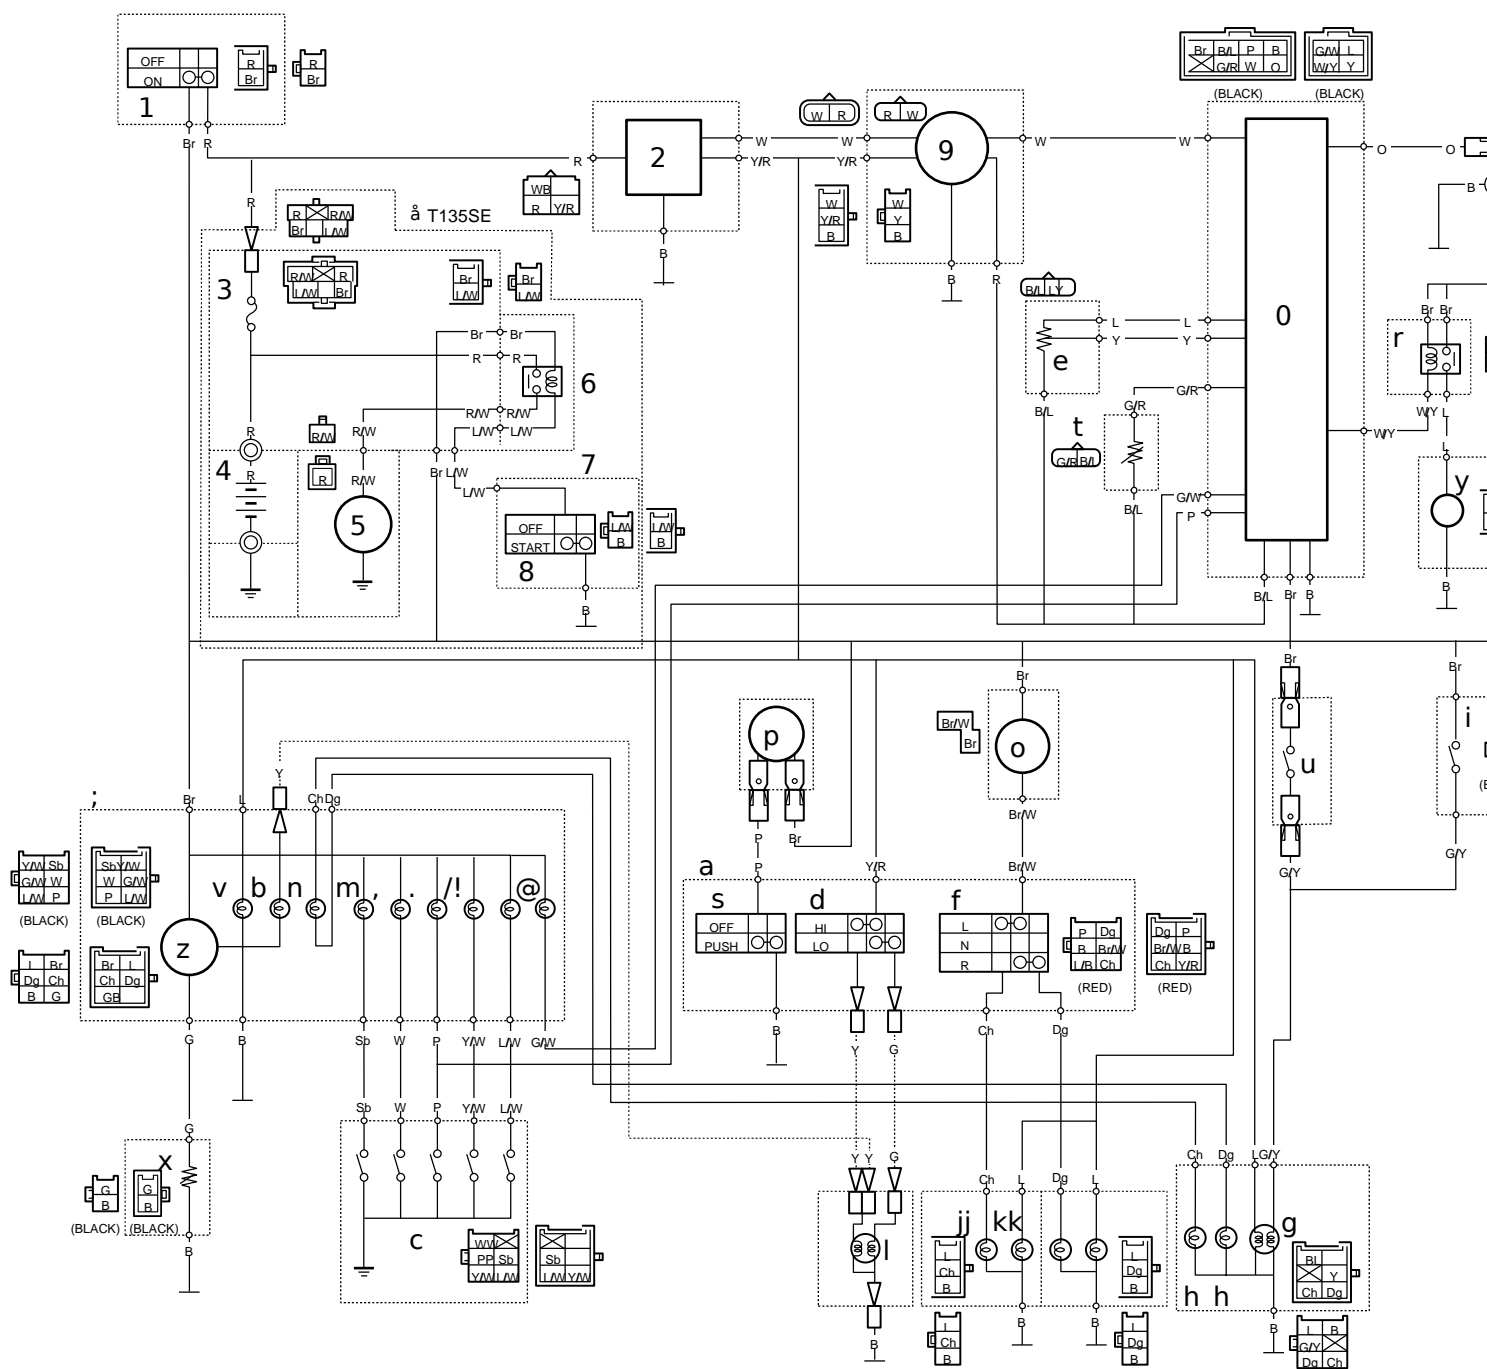 OFF
ON
1
R
Br
R
Br
Br R
R
2
WB
R Y/R
B
W
Y/R
W R
R W
W
Y/R
9
W
Y/R
B
W
Y
B
B
R
W
W
Br B/L P B
G/R W O
(BLACK)
G/W L
W/Y Y
(BLACK)
0
O
O
B
R
R R/W
Br L/W
å T135SE
3
R/W R
L/W Br
Br
L/W
Br
L/W
Br Br
R R
6
R/W R/W
L/W L/W
R
4
R
R/W
R
R/W
R/W
5
Br L/W
L/W
7
OFF
START
8
L/W
B
L/W
B
B
B/L L Y
L L
Y Y
e
B/L
G/R
G/R
t
G/R B/L
B/L
G/W
P
B/L Br B
Br Br
r
W/Y
W/Y L
L
y
B
Br
Br
Br
i
u
G/Y
G/Y
p
P
Br
Br/W
Br
o
Br/W
;
Y
Br
L
Ch Dg
Y/W Sb
G/W W
L/W P
(BLACK)
Sb Y/W
W G/W
P L/W
(BLACK)
v b n m , . /! @
z
L Br
Dg Ch
B G
Br L
Ch Dg
GB
G
B
Sb W P Y/W L/W G/W
Sb W P Y/W L/W
a
P
Y/R
Br/W
s
OFF
PUSH
d
HI
LO
f
L
N
R
P Dg
B Br/W
L/B Ch
(RED)
Dg P
Br/W B
Ch Y/R
(RED)
B
Y
G
Ch
Dg
G
x
G
B
(BLACK)
G
B
(BLACK)
B
c
WW
PP Sb
Y/W L/W
Sb
L/W Y/W
Y Y G
l
B
Ch L
Dg L
jj kk
L
Ch
B
L
Dg
B
B
B
L
Ch
B
L
Dg
B
Ch Dg L G/Y
g
h h
BI
Y
Ch Dg
B
L B
G/Y
Dg Ch